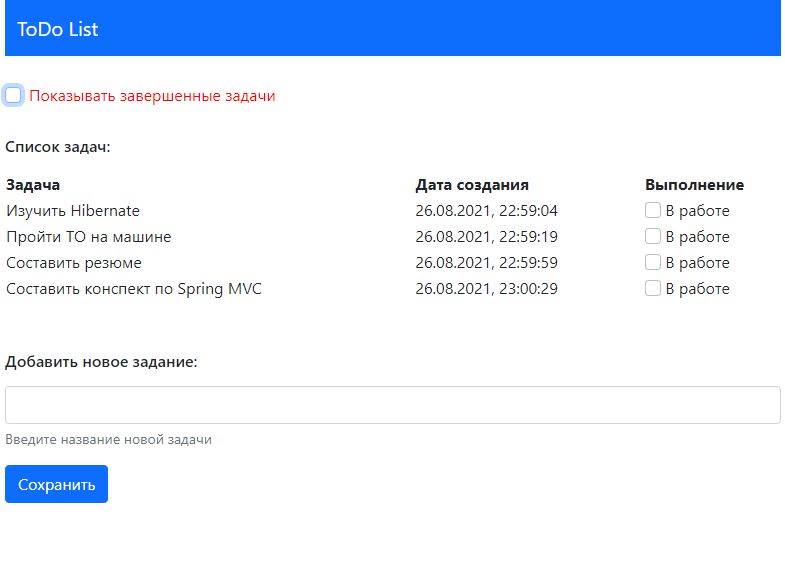 ToDo List
Показывать завершенные задачи
Список задач:
Задача Дата создания Выполнение
Изучить Hibernate 26.08.2021, 22:59:04 В работе
Пройти ТО на машине 26.08.2021, 22:59:19 В работе
Составить резюме 26.08.2021, 22:59:59 В работе
Составить конспект по Spring MVC 26.08.2021, 23:00:29 В работе
Добавить новое задание:
Введите название новой задачи
Сохранить